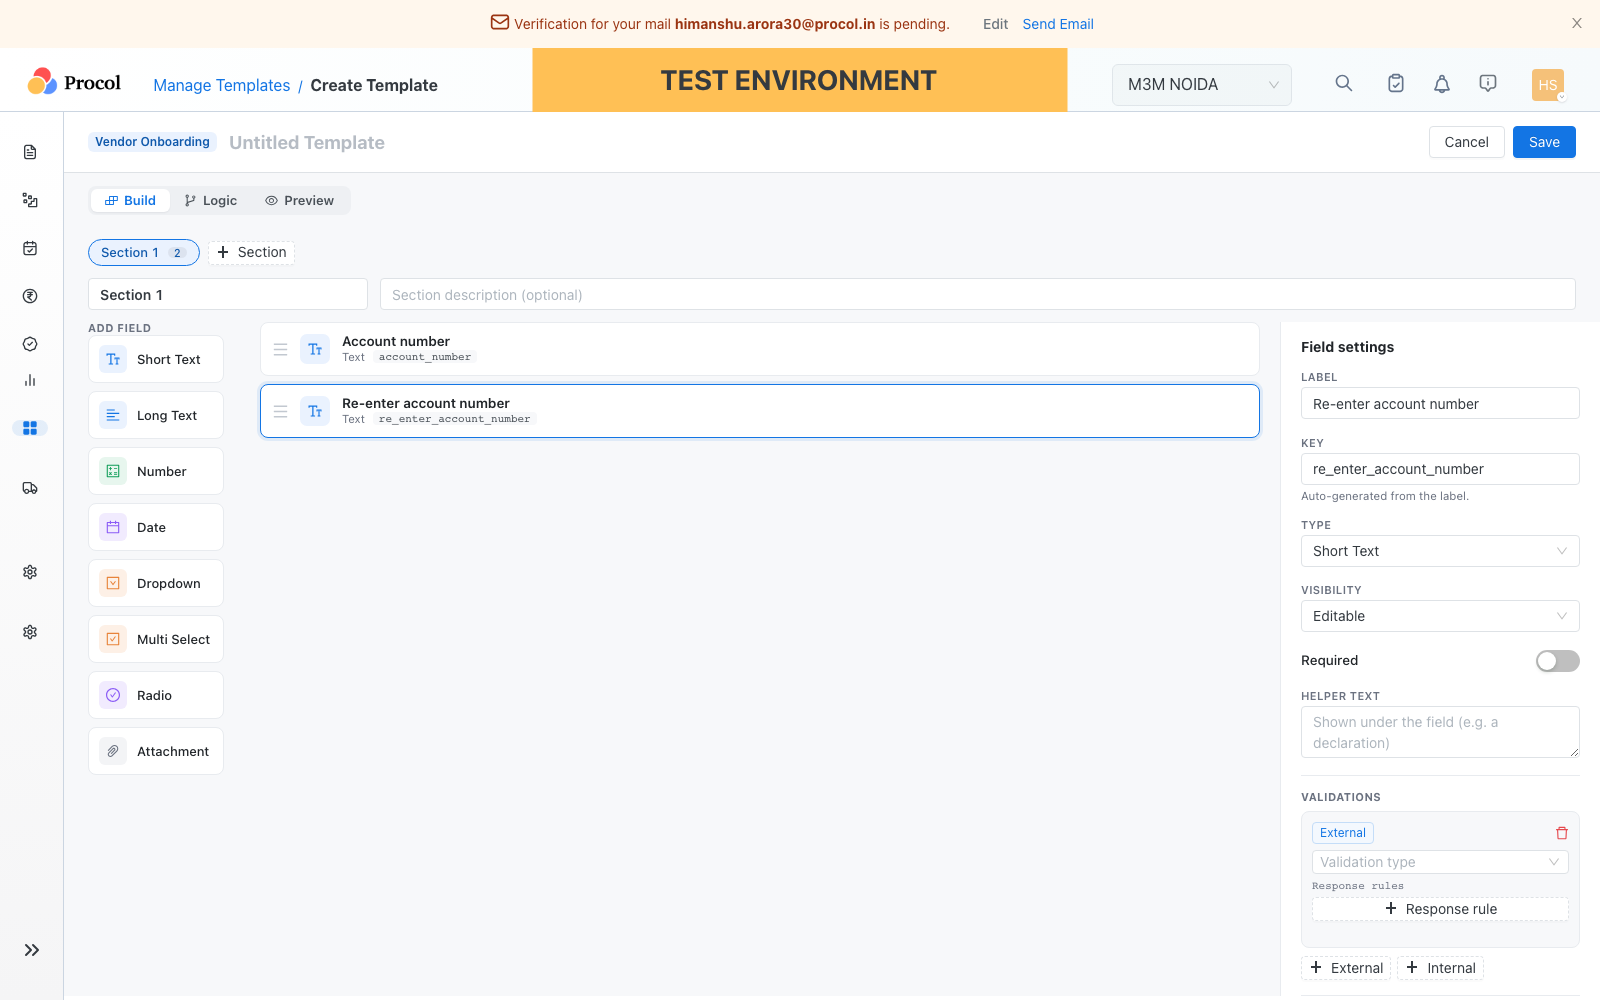 Verification for your mail himanshu.arora30@procol.in is pending. Edit Send Email
Procol
Manage Templates / Create Template
TEST ENVIRONMENT
M3M NOIDA
HS
Vendor Onboarding
Untitled Template
Cancel
Save
Build
Logic
Preview
Section 1 2
+ Section
Section 1
Section description (optional)
ADD FIELD
Short Text
Long Text
Number
Date
Dropdown
Multi Select
Radio
Attachment
Account number
Text account_number
Re-enter account number
Text re_enter_account_number
Field settings
LABEL
Re-enter account number
KEY
re_enter_account_number
Auto-generated from the label.
TYPE
Short Text
VISIBILITY
Editable
Required
HELPER TEXT
Shown under the field (e.g. a
declaration)
VALIDATIONS
External
Validation type
Response rules
+ Response rule
+ External
+ Internal